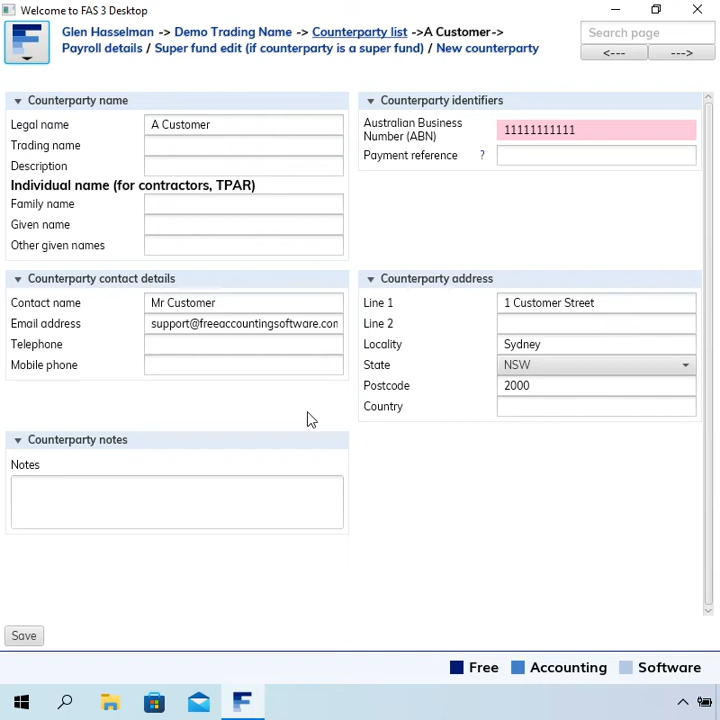 Welcome to FAS 3 Desktop
Glen Hasselman -> Demo Trading Name -> Counterparty list ->A Customer->
Payroll details / Super fund edit (if counterparty is a super fund) / New counterparty
Search page
<--- --->
Counterparty name
Legal name A Customer
Trading name
Description
Individual name (for contractors, TPAR)
Family name
Given name
Other given names
Counterparty identifiers
Australian Business
Number (ABN) 11111111111
Payment reference ?
Counterparty contact details
Contact name Mr Customer
Email address support@freeaccountingsoftware.con
Telephone
Mobile phone
Counterparty address
Line 1 1 Customer Street
Line 2
Locality Sydney
State NSW
Postcode 2000
Country
Counterparty notes
Notes
Save
Free Accounting Software